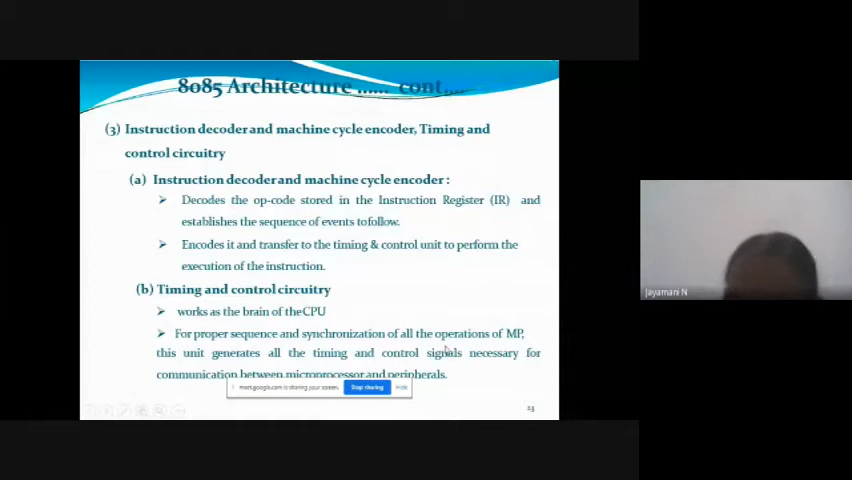 8085 Architecture ...... cont....
(3) Instruction decoder and machine cycle encoder, Timing and
control circuitry
(a) Instruction decoder and machine cycle encoder :
➢ Decodes the op-code stored in the Instruction Register (IR) and
establishes the sequence of events tofollow.
➢ Encodes it and transfer to the timing & control unit to perform the
execution of the instruction.
(b) Timing and control circuitry
➢ works as the brain of the CPU
➢ For proper sequence and synchronization of all the operations of MP,
this unit generates all the timing and control signals necessary for
communication between microprocessor and peripherals.
meet.google.com is sharing your screen. Stop sharing Hide
23
Jayamani N